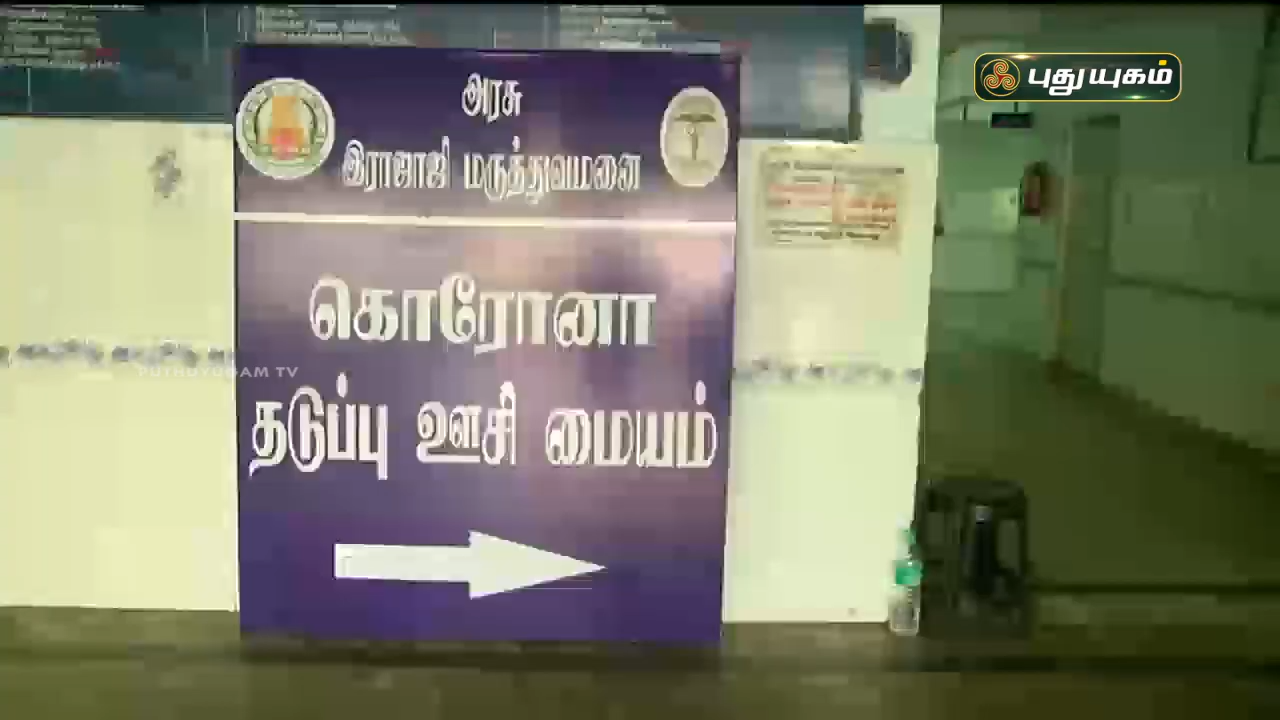 புதுயுகம்
அரசு
இராஜாஜி மருத்துவமனை
கொரோனா
தடுப்பு ஊசி மையம்
PUTHUYUGAM TV